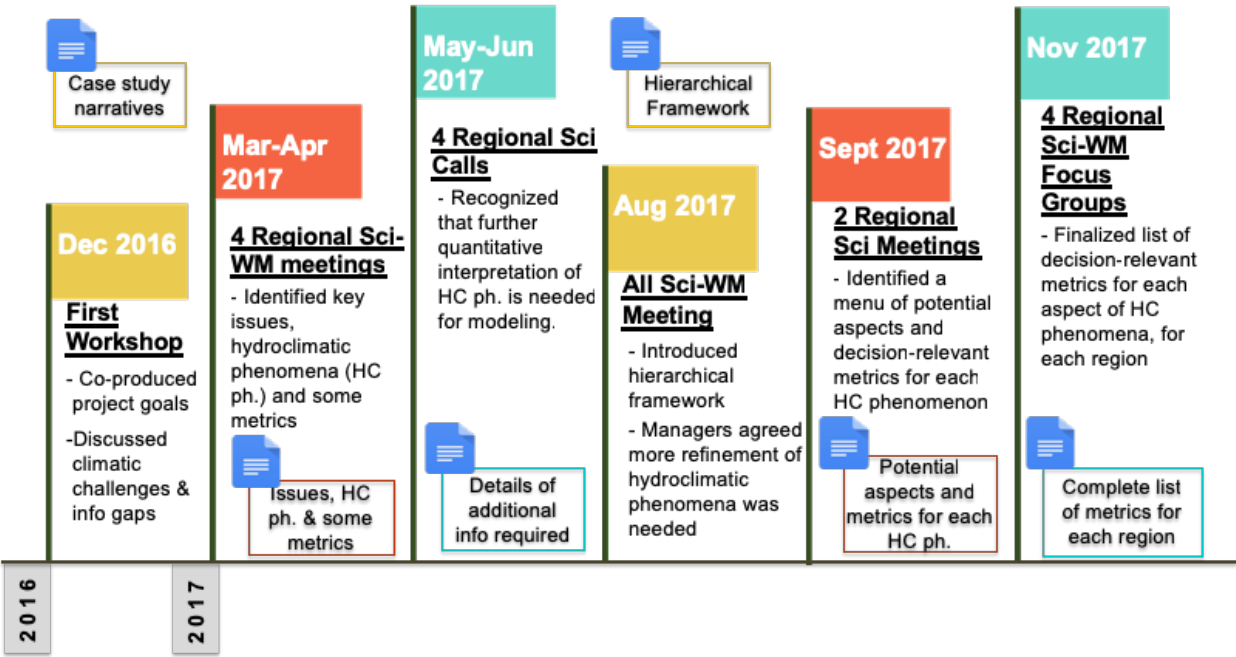 Case study
narratives
Dec 2016
First
Workshop
- Co-produced
project goals
-Discussed
climatic
challenges &
info gaps
Mar-Apr
2017
4 Regional Sci-
WM meetings
- Identified key
issues,
hydroclimatic
phenomena (HC
ph.) and some
metrics
Issues, HC
ph. & some
metrics
May-Jun
2017
4 Regional Sci
Calls
- Recognized
that further
quantitative
interpretation of
HC ph. is needed
for modeling.
Details of
additional
info required
Hierarchical
Framework
Aug 2017
All Sci-WM
Meeting
- Introduced
hierarchical
framework
- Managers agreed
more refinement of
hydroclimatic
phenomena was
needed
Sept 2017
2 Regional
Sci Meetings
- Identified a
menu of potential
aspects and
decision-relevant
metrics for each
HC phenomenon
Potential
aspects and
metrics for each
HC ph.
Nov 2017
4 Regional
Sci-WM
Focus
Groups
- Finalized list of
decision-relevant
metrics for each
aspect of HC
phenomena, for
each region
Complete list
of metrics for
each region
2016
2017